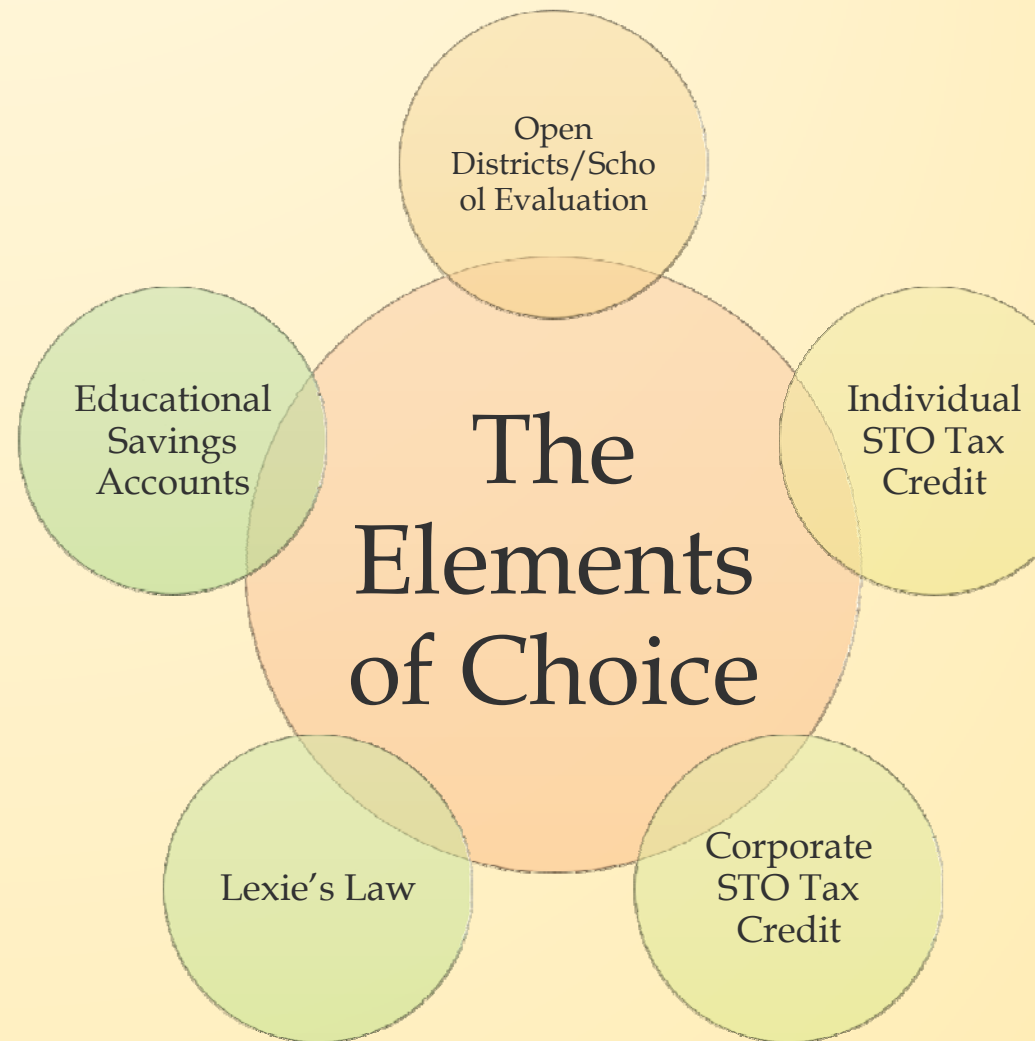 Open
Districts/Scho
ol Evaluation
Educational
Savings
Accounts
The
Elements
of Choice
Individual
STO Tax
Credit
Lexie’s Law
Corporate
STO Tax
Credit